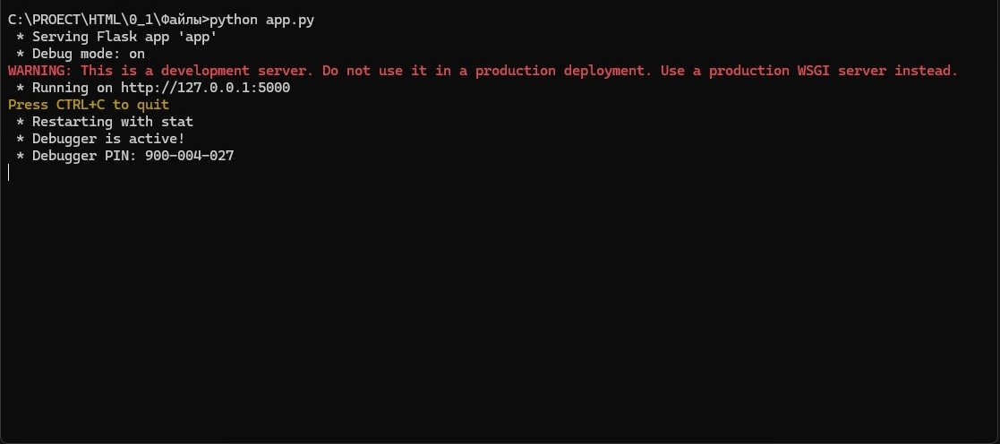 C:\PROECT\HTML\0_1\Файлы>python app.py
 * Serving Flask app 'app'
 * Debug mode: on
WARNING: This is a development server. Do not use it in a production deployment. Use a production WSGI server instead.
 * Running on http://127.0.0.1:5000
Press CTRL+C to quit
 * Restarting with stat
 * Debugger is active!
 * Debugger PIN: 900-004-027